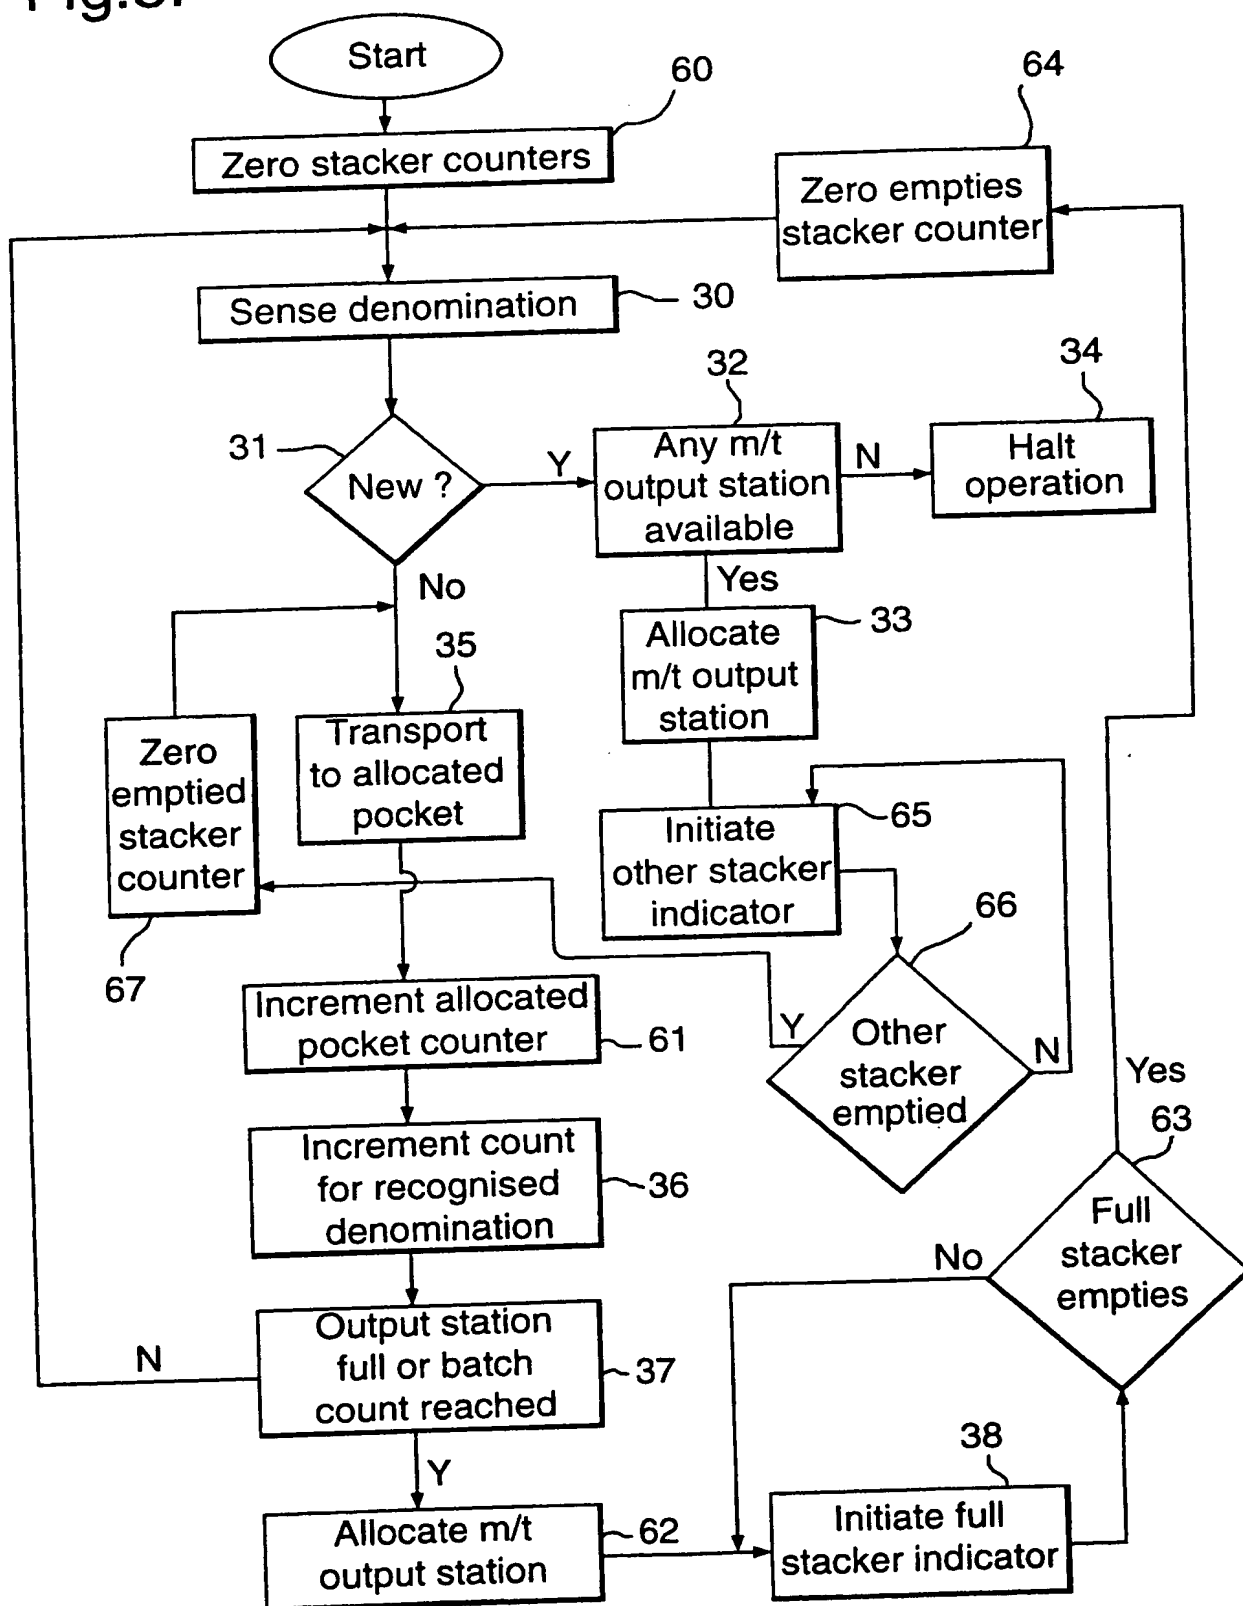 Start
60
64
Zero stacker counters
Zero empties
stacker counter
Sense denomination
30
32
34
31
New ?
Y
Any m/t
output station
available
N
Halt
operation
No
Yes
35
Allocate
m/t output
station
33
Zero
emptied
stacker
counter
Transport
to allocated
pocket
Initiate
other stacker
indicator
65
66
67
Increment allocated
pocket counter
61
Y
Other
stacker
emptied
N
Yes
63
Increment count
for recognised
denomination
36
Full
stacker
empties
No
N
Output station
full or batch
count reached
37
Y
38
Allocate m/t
output station
62
Initiate full
stacker indicator